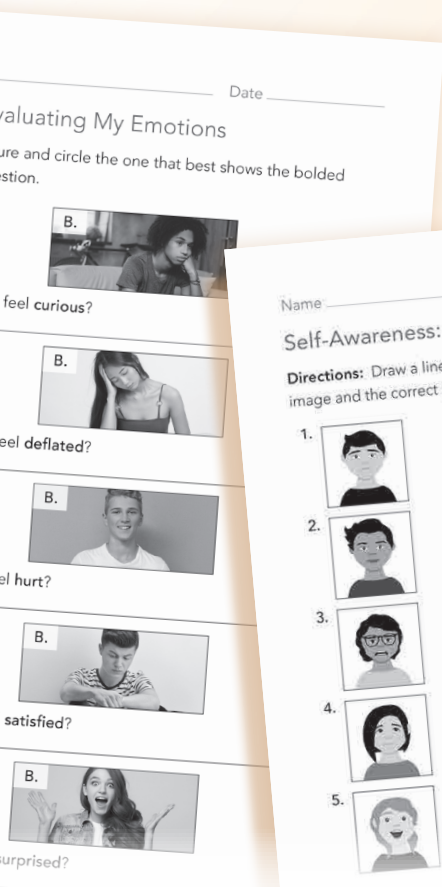 Date
valuating My Emotions
ure and circle the one that best shows the bolded
estion.
B.
feel curious?
B.
eel deflated?
B.
el hurt?
B.
satisfied?
B.
surprised?
Name
Self-Awareness:
Directions: Draw a line
image and the correct
1.
2.
3.
4.
5.